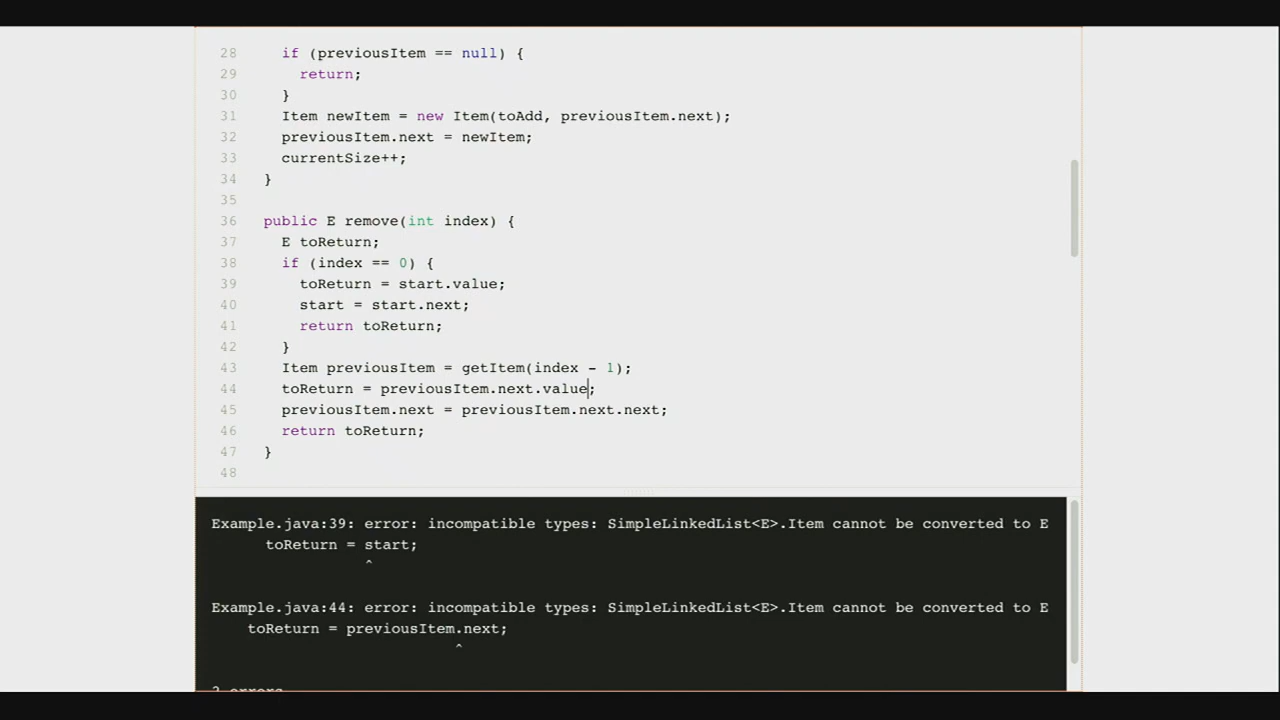 28 if (previousItem == null) {
29 return;
30 }
31 Item newItem = new Item(toAdd, previousItem.next);
32 previousItem.next = newItem;
33 currentSize++;
34 }
35
36 public E remove(int index) {
37 E toReturn;
38 if (index == 0) {
39 toReturn = start.value;
40 start = start.next;
41 return toReturn;
42 }
43 Item previousItem = getItem(index - 1);
44 toReturn = previousItem.next.value;
45 previousItem.next = previousItem.next.next;
46 return toReturn;
47 }
48
Example.java:39: error: incompatible types: SimpleLinkedList<E>.Item cannot be converted to E
toReturn = start;
^
Example.java:44: error: incompatible types: SimpleLinkedList<E>.Item cannot be converted to E
toReturn = previousItem.next;
^
errors